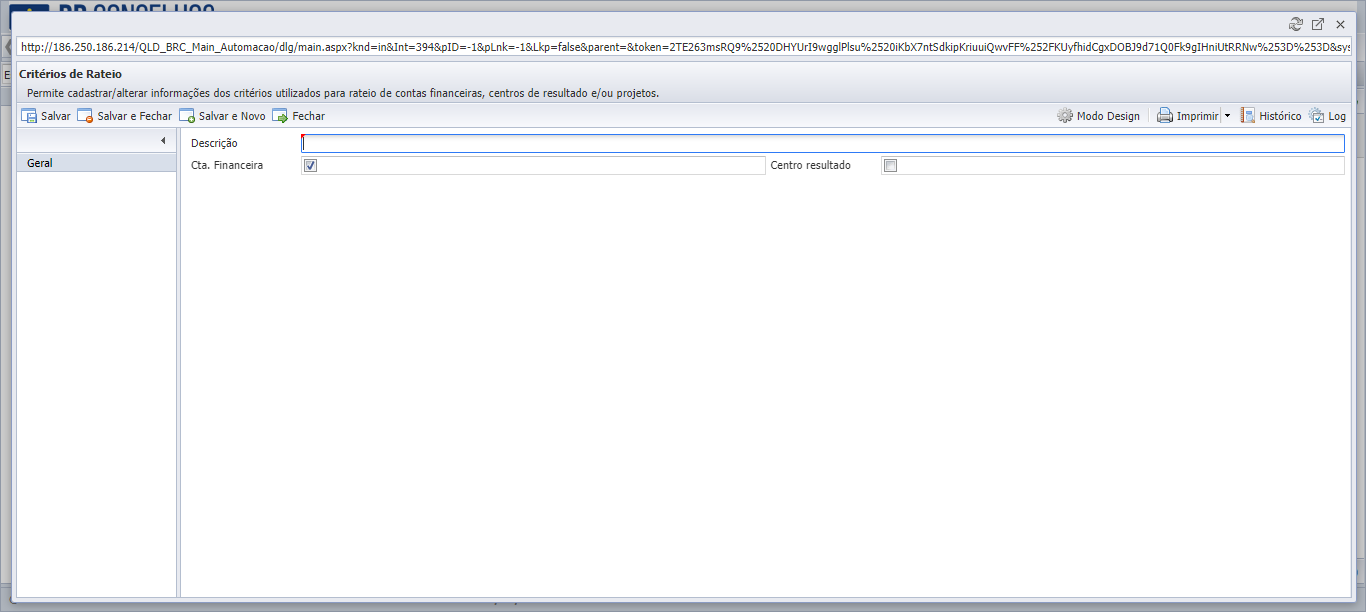 BR CONSELHOS
http://186.250.186.214/QLD_BRC_Main_Automacao/dlg/main.aspx?knd=in&Int=394&pID=-1&pLnk=-1&Lkp=false&parent=&token=2TE263msRQ9%2520DHYUrI9wgglPlsu%2520iKbX7ntSdkipKriuuiQwvFF%252FKUyfhidCgxDOBJ9d71Q0Fk9gIHniUtRRNw%253D%253D&sys
Critérios de Rateio
Permite cadastrar/alterar informações dos critérios utilizados para rateio de contas financeiras, centros de resultado e/ou projetos.
Salvar Salvar e Fechar Salvar e Novo Fechar Modo Design Imprimir Histórico Log
Geral
Descrição
Cta. Financeira Centro resultado